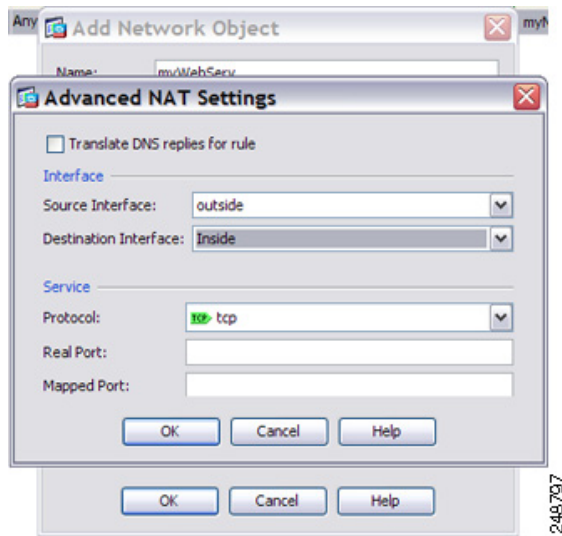 Any
Add Network Object
Name: myWebServ
Advanced NAT Settings
Translate DNS replies for rule
Interface
Source Interface: outside
Destination Interface: Inside
Service
Protocol: TCP tcp
Real Port:
Mapped Port:
OK Cancel Help
OK Cancel Help
248797